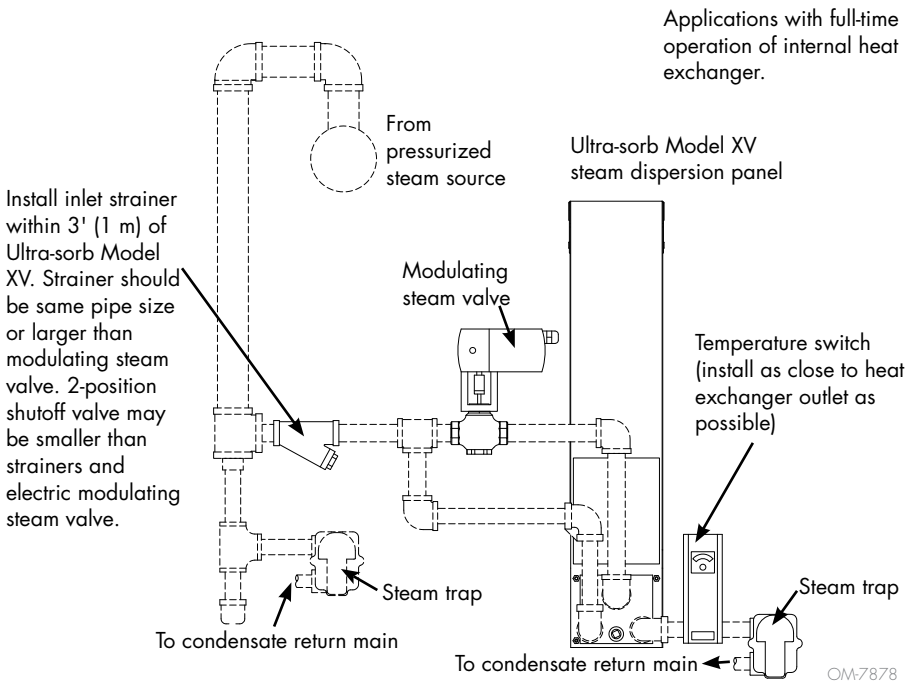 Applications with full-time
operation of internal heat
exchanger.
From
pressurized
steam source
Ultra-sorb Model XV
steam dispersion panel
Install inlet strainer
within 3' (1 m) of
Ultra-sorb Model
XV. Strainer should
be same pipe size
or larger than
modulating steam
valve. 2-position
shutoff valve may
be smaller than
strainers and
electric modulating
steam valve.
Modulating
steam valve
Temperature switch
(install as close to heat
exchanger outlet as
possible)
Steam trap
To condensate return main
Steam trap
To condensate return main
OM-7878